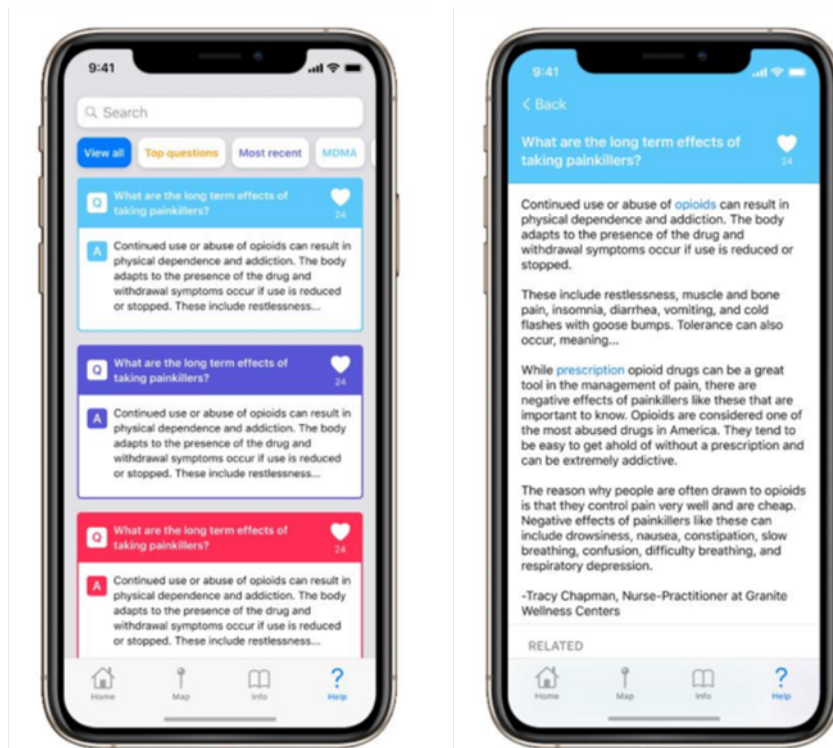 9:41
Search
View all
Top questions
Most recent
MDMA
Q
What are the long term effects of
taking painkillers?
24
A
Continued use or abuse of opioids can result in
physical dependence and addiction. The body
adapts to the presence of the drug and
withdrawal symptoms occur if use is reduced
or stopped. These include restlessness...
Q
What are the long term effects of
taking painkillers?
24
A
Continued use or abuse of opioids can result in
physical dependence and addiction. The body
adapts to the presence of the drug and
withdrawal symptoms occur if use is reduced
or stopped. These include restlessness...
Q
What are the long term effects of
taking painkillers?
24
A
Continued use or abuse of opioids can result in
physical dependence and addiction. The body
adapts to the presence of the drug and
withdrawal symptoms occur if use is reduced
or stopped. These include restlessness...
Home
Map
Info
?
Help
9:41
< Back
What are the long term effects of
taking painkillers?
24
Continued use or abuse of opioids can result in
physical dependence and addiction. The body
adapts to the presence of the drug and
withdrawal symptoms occur if use is reduced or
stopped.
These include restlessness, muscle and bone
pain, insomnia, diarrhea, vomiting, and cold
flashes with goose bumps. Tolerance can also
occur, meaning...
While prescription opioid drugs can be a great
tool in the management of pain, there are
negative effects of painkillers like these that are
important to know. Opioids are considered one of
the most abused drugs in America. They tend to
be easy to get ahold of without a prescription and
can be extremely addictive.
The reason why people are often drawn to opioids
is that they control pain very well and are cheap.
Negative effects of painkillers like these can
include drowsiness, nausea, constipation, slow
breathing, confusion, difficulty breathing, and
respiratory depression.
-Tracy Chapman, Nurse-Practitioner at Granite
Wellness Centers
RELATED
Home
Map
Info
?
Help